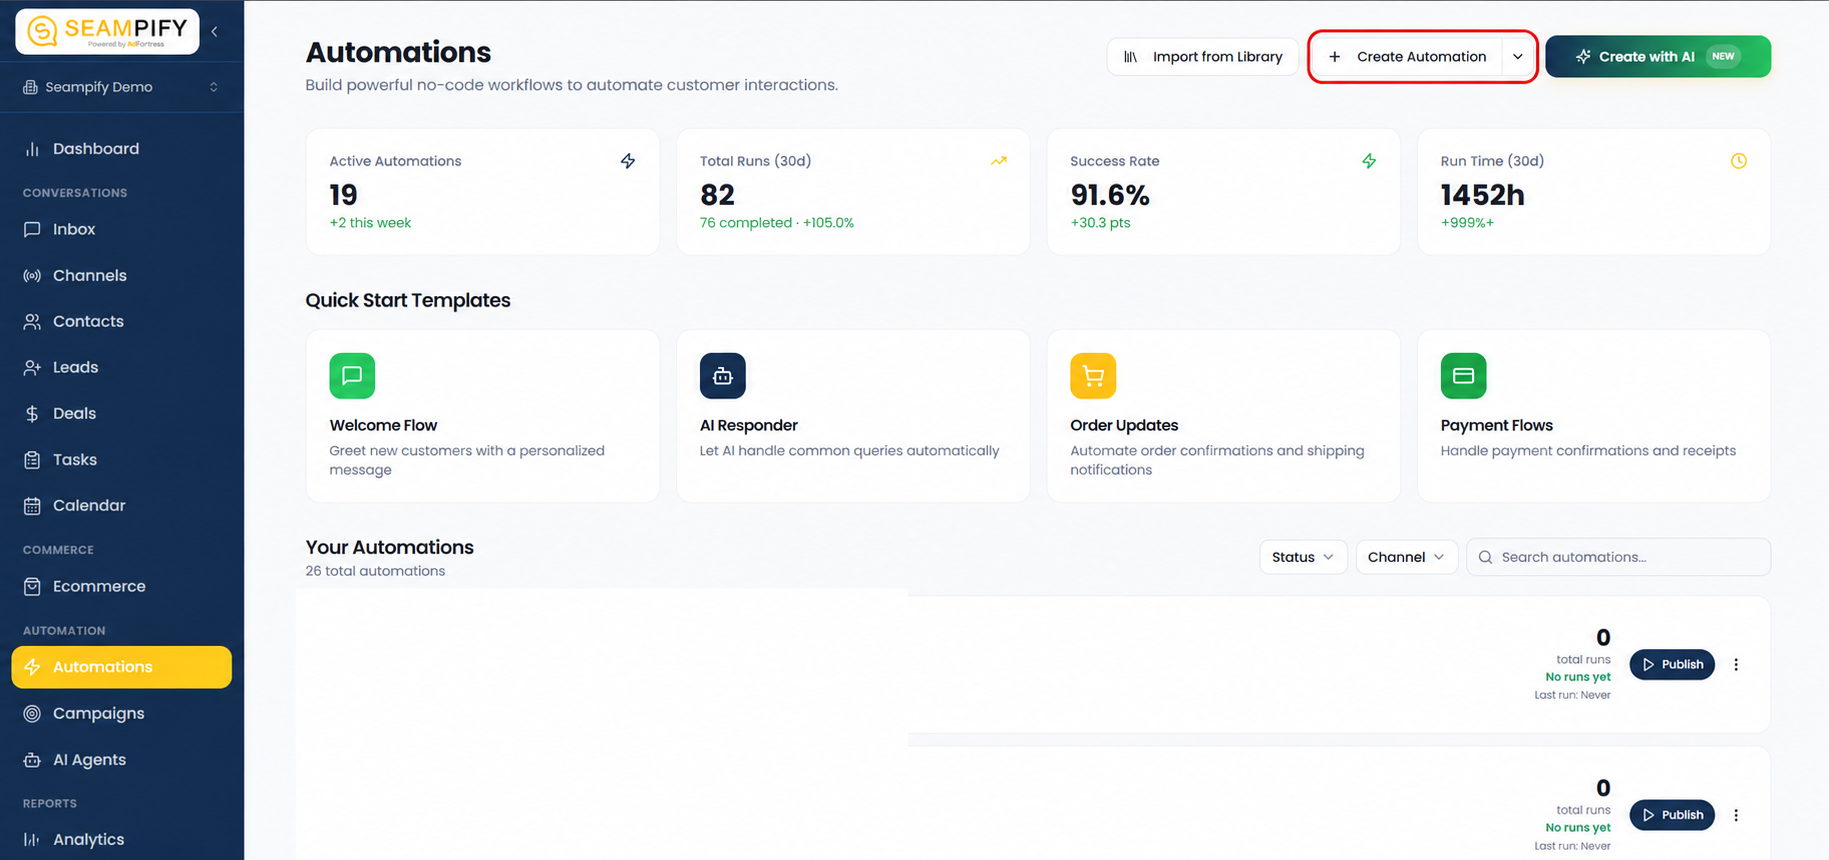 SEAMPIFY
Powered by AdFortress
Seampify Demo
Dashboard
CONVERSATIONS
Inbox
Channels
Contacts
Leads
Deals
Tasks
Calendar
COMMERCE
Ecommerce
AUTOMATION
Automations
Campaigns
AI Agents
REPORTS
Analytics
Automations
Build powerful no-code workflows to automate customer interactions.
Import from Library
Create Automation
Create with AI NEW
Active Automations
19
+2 this week
Total Runs (30d)
82
76 completed · +105.0%
Success Rate
91.6%
+30.3 pts
Run Time (30d)
1452h
+999%+
Quick Start Templates
Welcome Flow
Greet new customers with a personalized
message
AI Responder
Let AI handle common queries automatically
Order Updates
Automate order confirmations and shipping
notifications
Payment Flows
Handle payment confirmations and receipts
Your Automations
26 total automations
Status
Channel
Search automations...
0
total runs
No runs yet
Last run: Never
Publish
0
total runs
No runs yet
Last run: Never
Publish